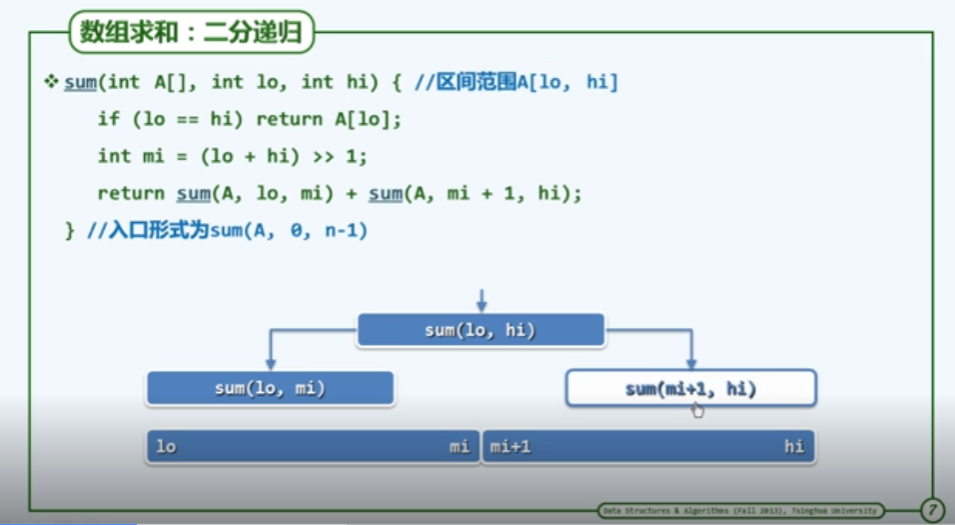 数组求和：二分递归
❖ sum(int A[], int lo, int hi) { //区间范围A[lo, hi]
if (lo == hi) return A[lo];
int mi = (lo + hi) >> 1;
return sum(A, lo, mi) + sum(A, mi + 1, hi);
} //入口形式为sum(A, 0, n-1)
sum(lo, hi)
sum(lo, mi)
sum(mi+1, hi)
lo mi mi+1 hi
Data Structures & Algorithms (Fall 2013), Tsinghua University
7